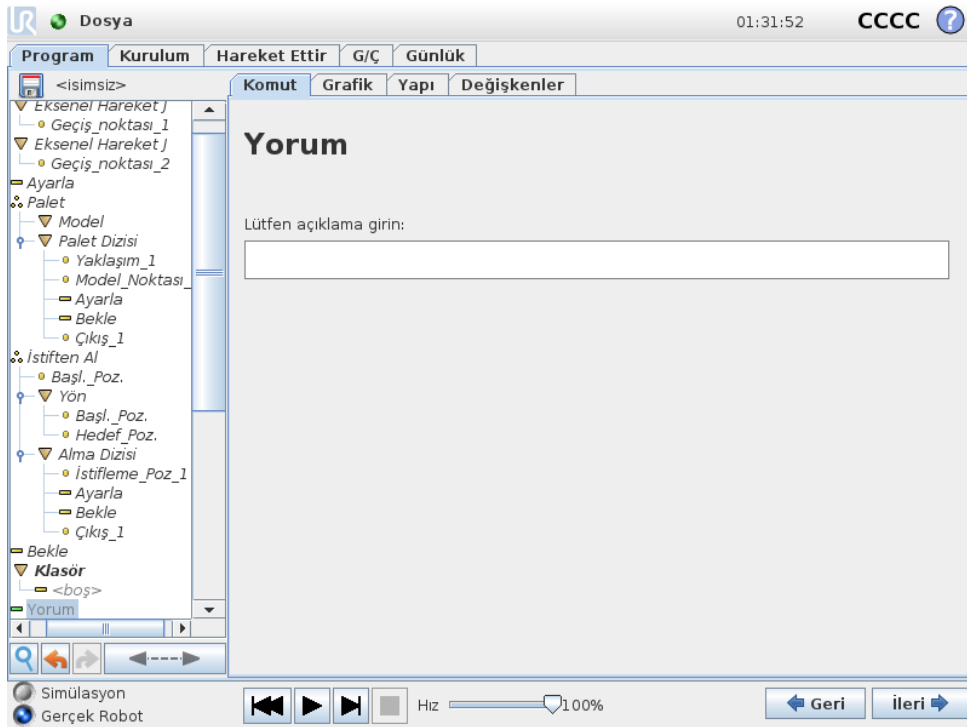 Dosya
01:31:52
CCCC
?
Program
Kurulum
Hareket Ettir
G/Ç
Günlük
<isimsiz>
Komut
Grafik
Yapı
Değişkenler
Eksenel Hareket J
Geçiş_noktası_1
Eksenel Hareket J
Geçiş_noktası_2
Ayarla
Palet
Model
Palet Dizisi
Yaklaşım_1
Model_Noktası_
Ayarla
Bekle
Çıkış_1
İstiften Al
Başl._Poz.
Yön
Başl._Poz.
Hedef_Poz.
Alma Dizisi
İstifleme_Poz_1
Ayarla
Bekle
Çıkış_1
Bekle
Klasör
<boş>
Yorum
Yorum
Lütfen açıklama girin:
Simülasyon
Gerçek Robot
Hız
100%
Geri
İleri